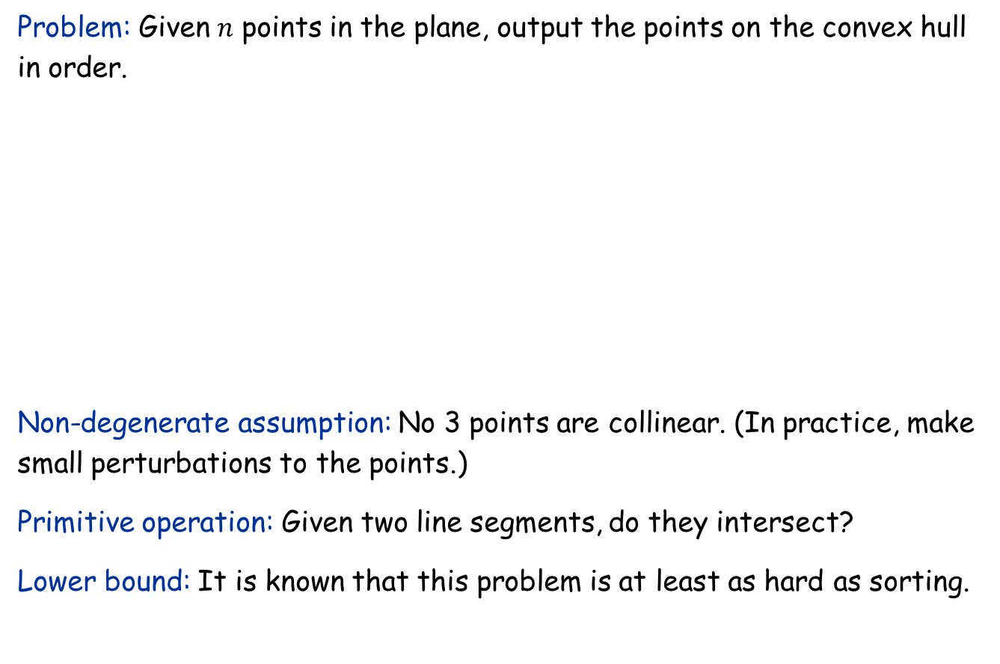 Problem: Given n points in the plane, output the points on the convex hull
in order.
Non-degenerate assumption: No 3 points are collinear. (In practice, make
small perturbations to the points.)
Primitive operation: Given two line segments, do they intersect?
Lower bound: It is known that this problem is at least as hard as sorting.